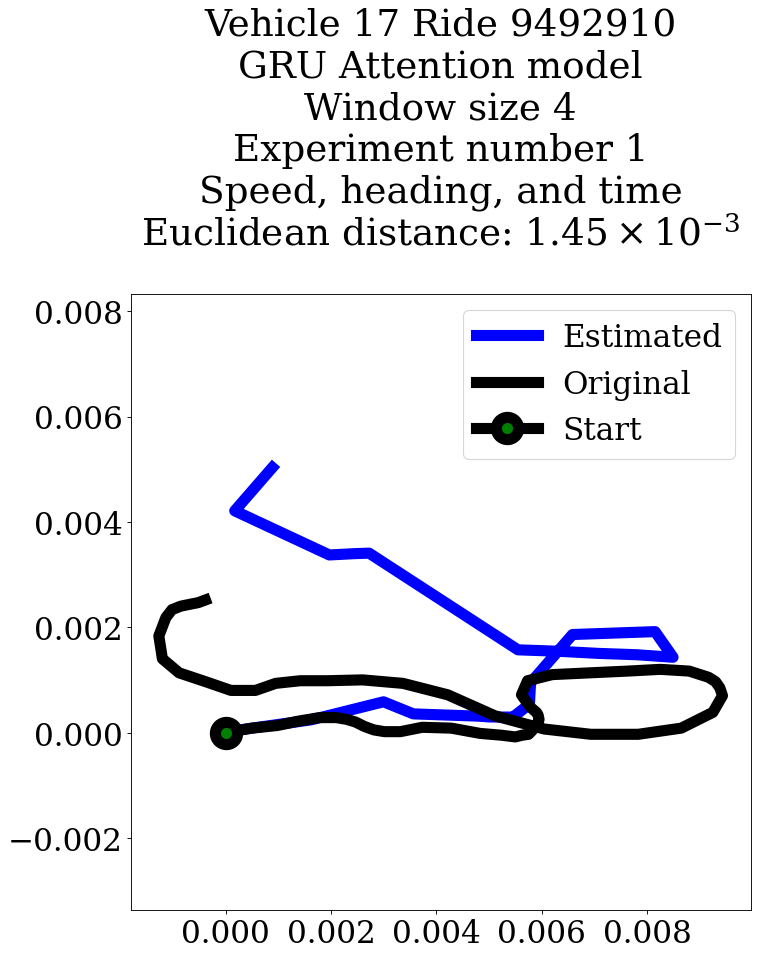 Vehicle 17 Ride 9492910
GRU Attention model
Window size 4
Experiment number 1
Speed, heading, and time
Euclidean distance: 1.45 × 10⁻³
0.008
Estimated
Original
Start
0.006
0.004
0.002
0.000
−0.002
0.000 0.002 0.004 0.006 0.008